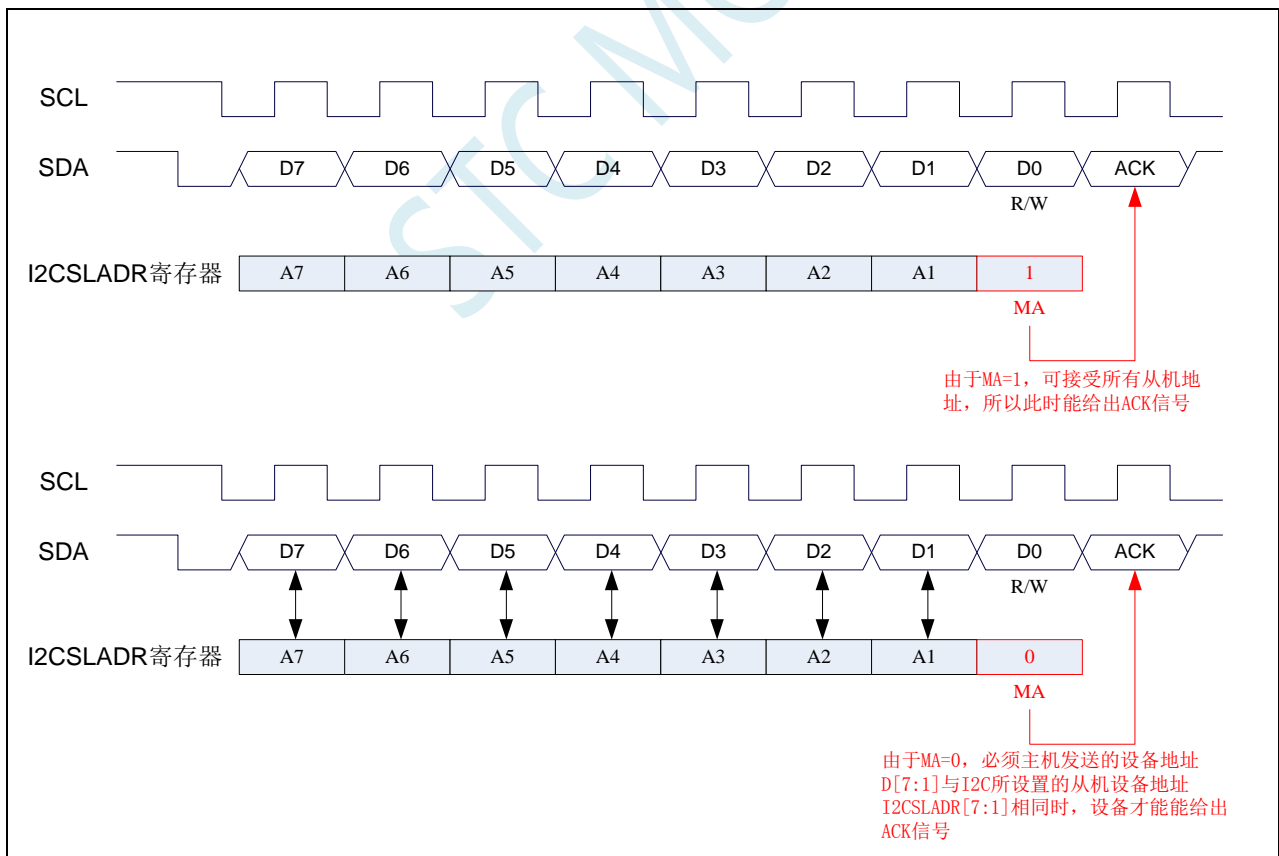 STC MC
SCL
SDA D7 D6 D5 D4 D3 D2 D1 D0 ACK
R/W
I2CSLADR寄存器 A7 A6 A5 A4 A3 A2 A1 1
MA
由于MA=1，可接受所有从机地
址，所以此时能给出ACK信号
SCL
SDA D7 D6 D5 D4 D3 D2 D1 D0 ACK
R/W
I2CSLADR寄存器 A7 A6 A5 A4 A3 A2 A1 0
MA
由于MA=0，必须主机发送的设备地址
D[7:1]与I2C所设置的从机设备地址
I2CSLADR[7:1]相同时，设备才能能给出
ACK信号